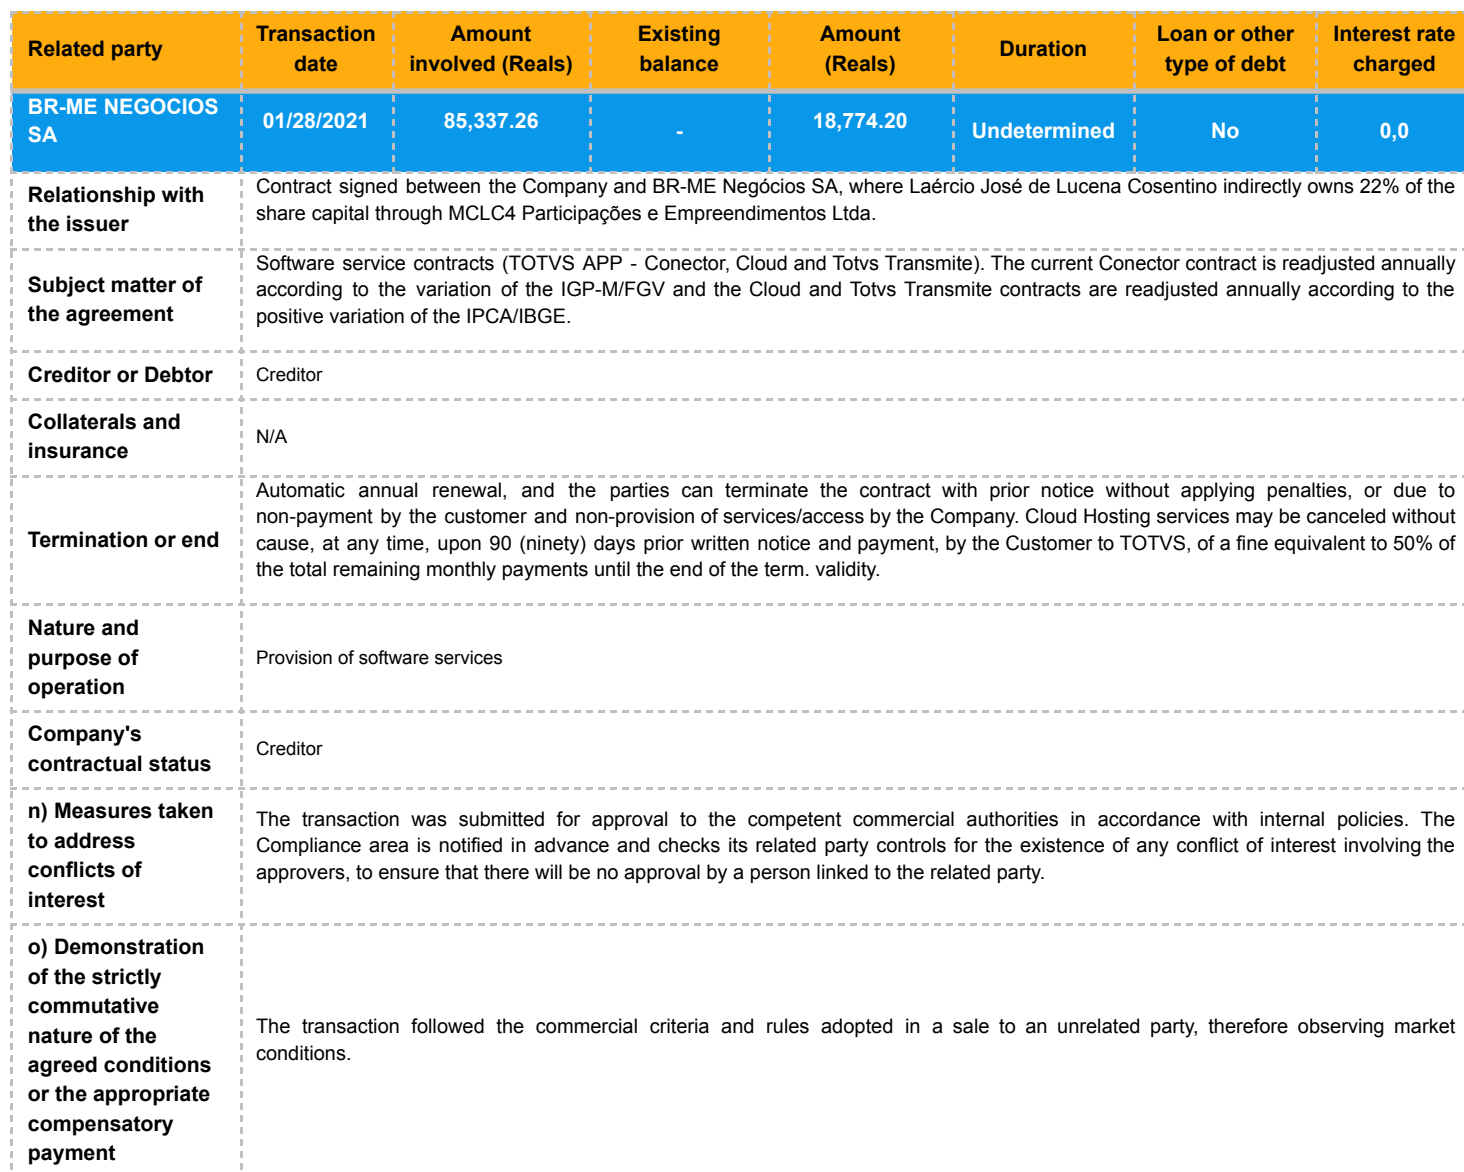 Related party
Transaction date
Amount involved (Reals)
Existing balance
Amount (Reals)
Duration
Loan or other type of debt
Interest rate charged
BR-ME NEGOCIOS SA
01/28/2021
85,337.26
-
18,774.20
Undetermined
No
0,0
Relationship with
the issuer
Contract signed between the Company and BR-ME Negócios SA, where Laércio José de Lucena Cosentino indirectly owns 22% of the
share capital through MCLC4 Participações e Empreendimentos Ltda.
Subject matter of
the agreement
Software service contracts (TOTVS APP - Conector, Cloud and Totvs Transmite). The current Conector contract is readjusted annually
according to the variation of the IGP-M/FGV and the Cloud and Totvs Transmite contracts are readjusted annually according to the
positive variation of the IPCA/IBGE.
Creditor or Debtor
Creditor
Collaterals and
insurance
N/A
Termination or end
Automatic annual renewal, and the parties can terminate the contract with prior notice without applying penalties, or due to
non-payment by the customer and non-provision of services/access by the Company. Cloud Hosting services may be canceled without
cause, at any time, upon 90 (ninety) days prior written notice and payment, by the Customer to TOTVS, of a fine equivalent to 50% of
the total remaining monthly payments until the end of the term. validity.
Nature and
purpose of
operation
Provision of software services
Company's
contractual status
Creditor
n) Measures taken
to address
conflicts of
interest
The transaction was submitted for approval to the competent commercial authorities in accordance with internal policies. The
Compliance area is notified in advance and checks its related party controls for the existence of any conflict of interest involving the
approvers, to ensure that there will be no approval by a person linked to the related party.
o) Demonstration
of the strictly
commutative
nature of the
agreed conditions
or the appropriate
compensatory
payment
The transaction followed the commercial criteria and rules adopted in a sale to an unrelated party, therefore observing market
conditions.